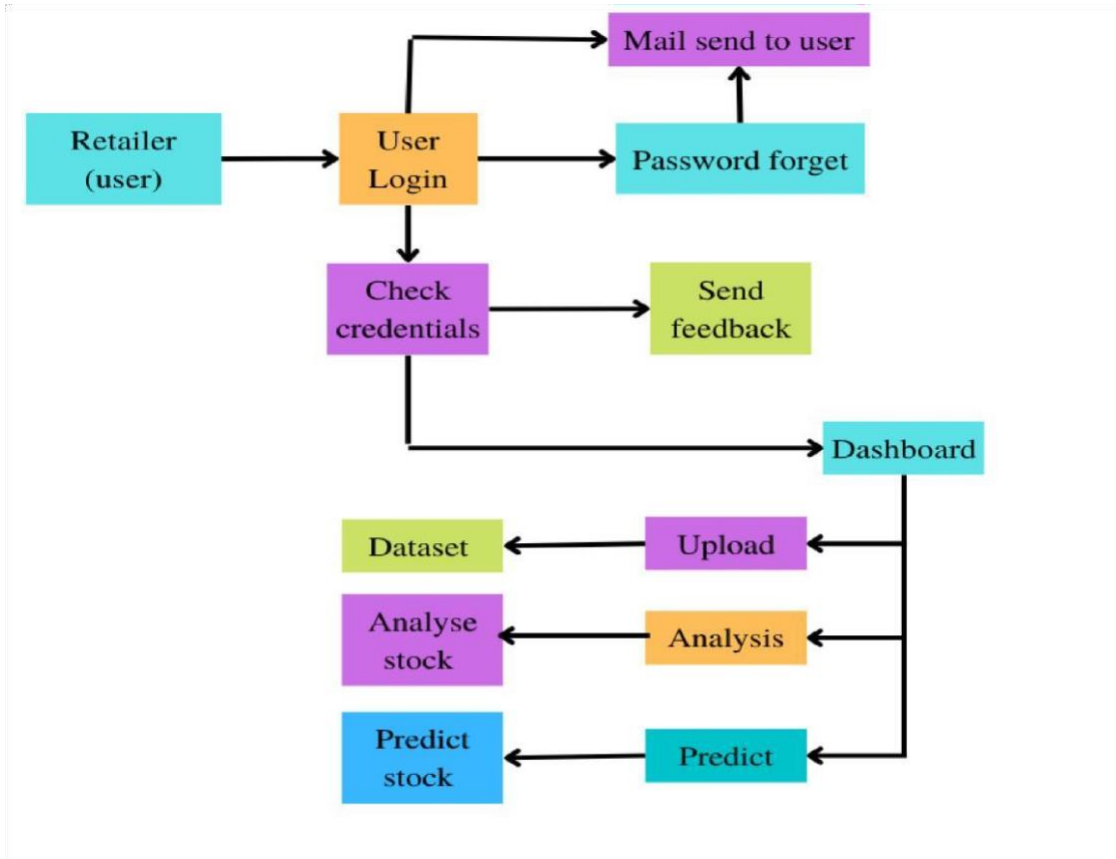 Mail send to user
Retailer
(user)
User
Login
Password forget
Check
credentials
Send
feedback
Dashboard
Dataset
Upload
Analyse
stock
Analysis
Predict
stock
Predict